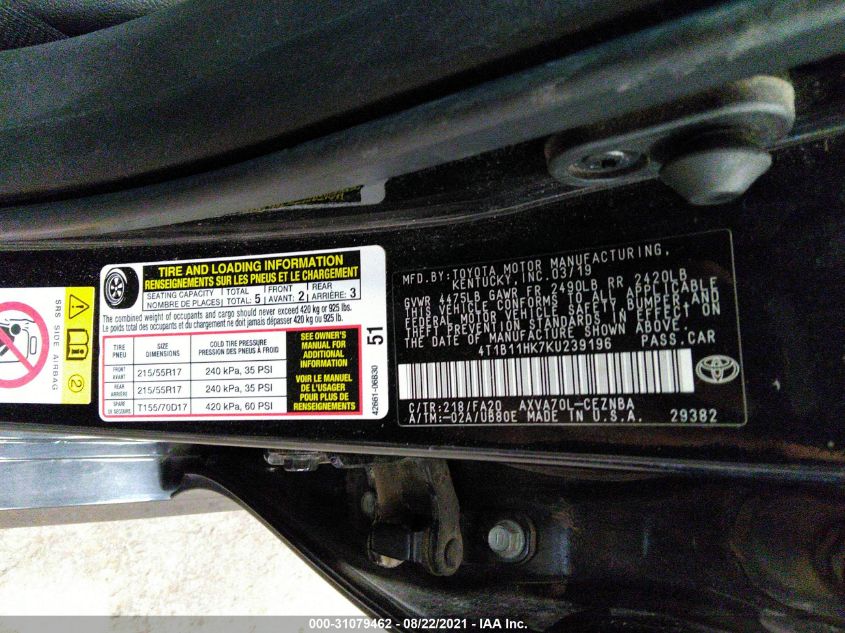 SRS SIDE AIRBAG
TIRE AND LOADING INFORMATION
RENSEIGNEMENTS SUR LES PNEUS ET LE CHARGEMENT
SEATING CAPACITY
NOMBRE DE PLACES
TOTAL
TOTAL: 5
FRONT
AVANT: 2
REAR
ARRIÈRE: 3
The combined weight of occupants and cargo should never exceed 420 kg or 925 lbs.
Le poids total des occupants et du chargement ne doit jamais dépasser 420 kg ou 925 lb.
TIRE
PNEU
SIZE
DIMENSIONS
COLD TIRE PRESSURE
PRESSION DES PNEUS À FROID
FRONT
AVANT
215/55R17
240 kPa, 35 PSI
REAR
ARRIÈRE
215/55R17
240 kPa, 35 PSI
SPARE
DE SECOURS
T155/70D17
420 kPa, 60 PSI
SEE OWNER'S
MANUAL FOR
ADDITIONAL
INFORMATION
VOIR LE MANUEL
DE L'USAGER
POUR PLUS DE
RENSEIGNEMENTS
51
42661-06B30
MFD.BY: TOYOTA MOTOR MANUFACTURING,
KENTUCKY, INC. 03/19
GVWR 4475LB GAWR FR 2490LB RR 2420LB
THIS VEHICLE CONFORMS TO ALL APPLICABLE
FEDERAL MOTOR VEHICLE SAFETY, BUMPER, AND
THEFT PREVENTION STANDARDS IN EFFECT ON
THE DATE OF MANUFACTURE SHOWN ABOVE.
4T1B11HK7KU239196 PASS.CAR
C/TR: 218/FA20 AXVA70L-CEZNBA
A/TM: -02A/UB80E MADE IN U.S.A. 29382
TOYOTA
000-31079462 - 08/22/2021 - IAA Inc.